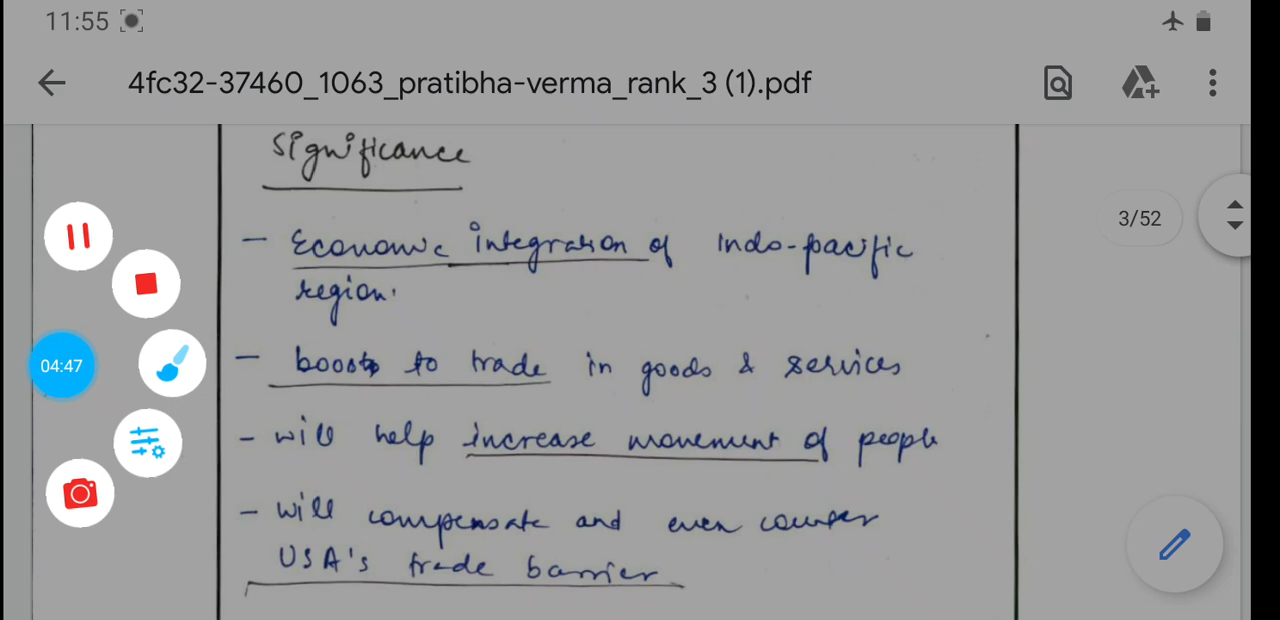 11:55
4fc32-37460_1063_pratibha-verma_rank_3 (1).pdf
Significance
3/52
- Economic integration of Indo-pacific
region.
- boost to trade in goods & services
04:47
- will help increase movement of people
- will compensate and even counter
USA's trade barrier